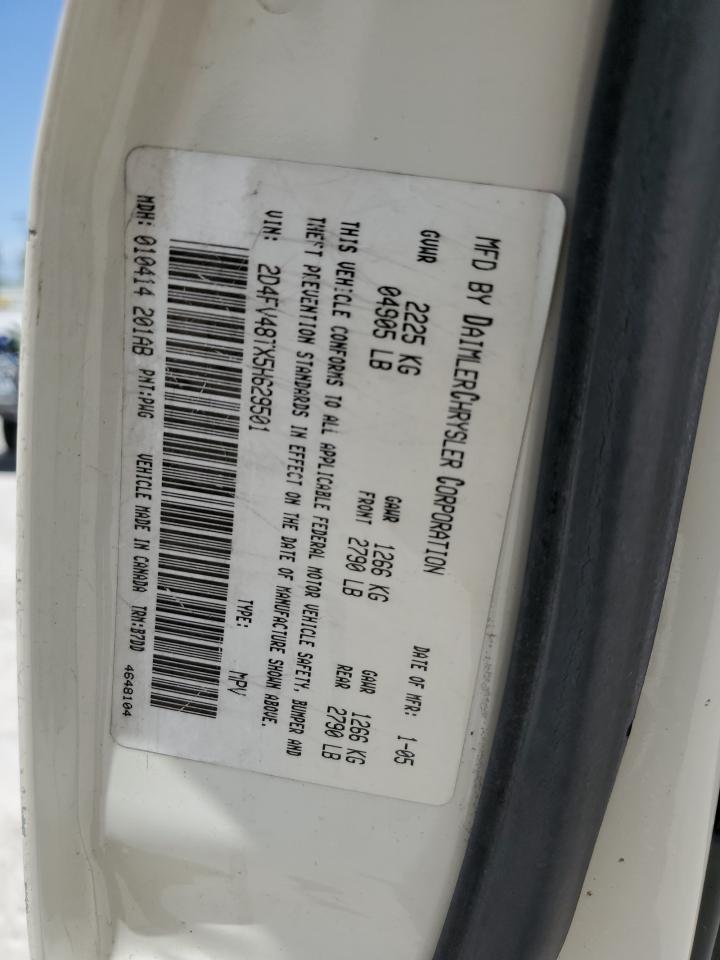 MFD BY DAIMLERCHRYSLER CORPORATION DATE OF MFR: 1-05
GVWR 2225 KG GAWR 1266 KG GAWR 1266 KG
04905 LB FRONT 2790 LB REAR 2790 LB
THIS VEHICLE CONFORMS TO ALL APPLICABLE FEDERAL MOTOR VEHICLE SAFETY, BUMPER AND
THEFT PREVENTION STANDARDS IN EFFECT ON THE DATE OF MANUFACTURE SHOWN ABOVE.
VIN: 2D4FV48TX5H629501 TYPE: MPV
MDH: 010414 201AB PNT:PWG VEHICLE MADE IN CANADA TRM:B7DD
4648104